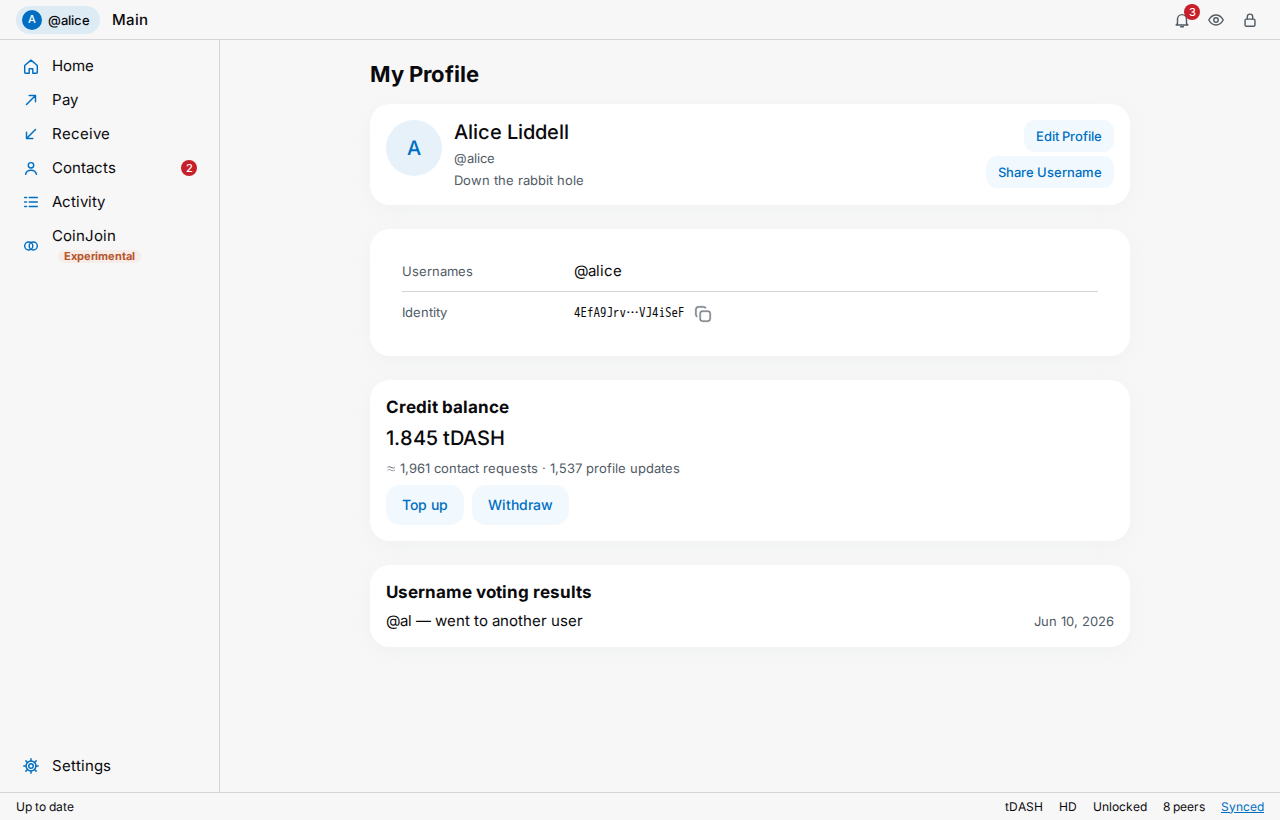 A @alice Main 3
Home
Pay
Receive
Contacts 2
Activity
CoinJoin
Experimental
Settings
My Profile
A
Alice Liddell
@alice
Down the rabbit hole
Edit Profile
Share Username
Usernames @alice
Identity 4EfA9Jrv⋯VJ4iSeF
Credit balance
1.845 tDASH
≈ 1,961 contact requests · 1,537 profile updates
Top up Withdraw
Username voting results
@al — went to another user Jun 10, 2026
Up to date tDASH HD Unlocked 8 peers Synced